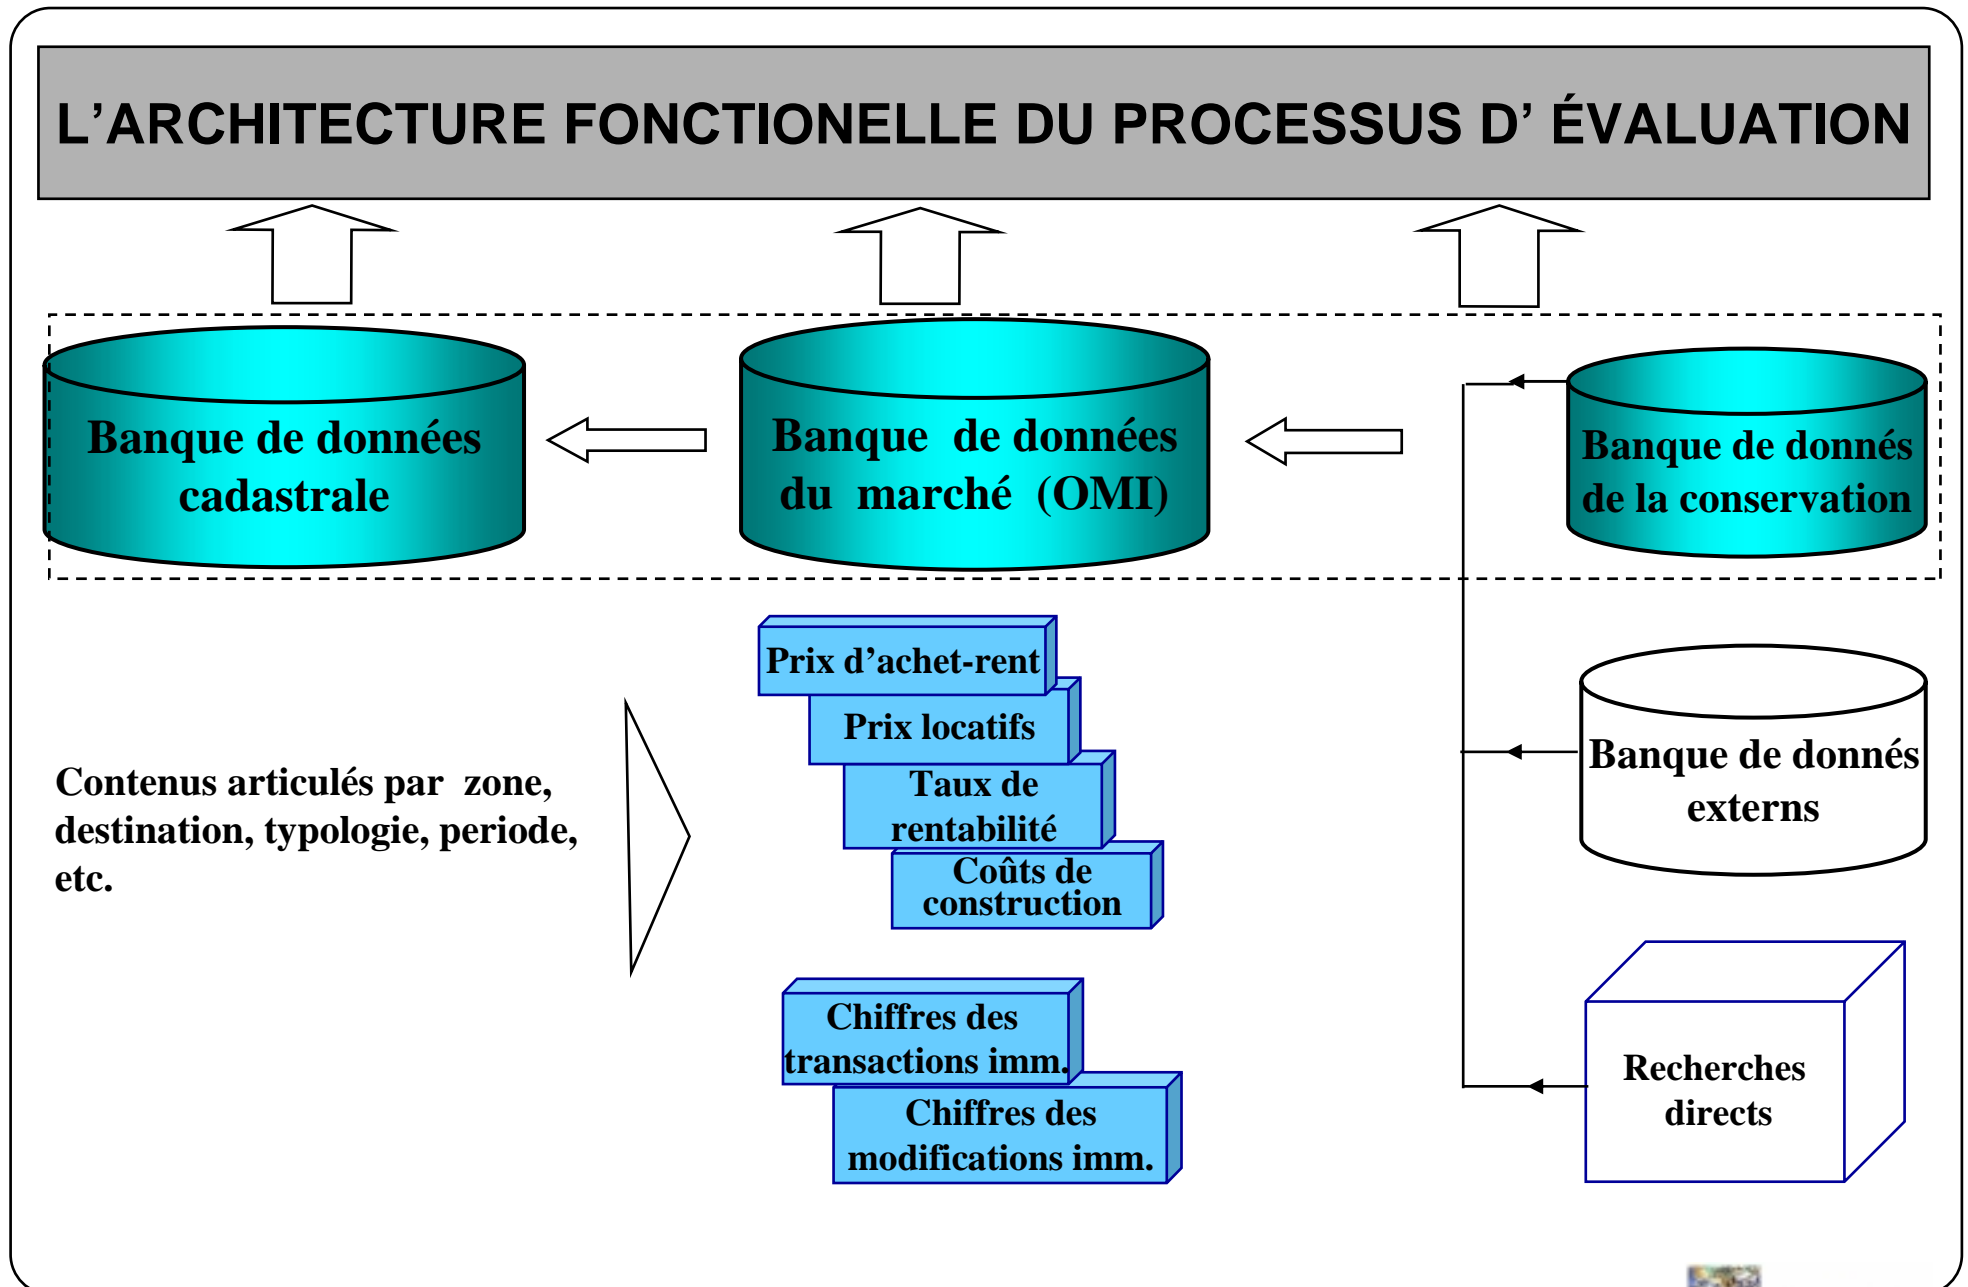 L’ARCHITECTURE FONCTIONELLE DU PROCESSUS D’ ÉVALUATION
Banque de données
cadastrale
Banque de données
du marché (OMI)
Banque de donnés
de la conservation
Contenus articulés par zone,
destination, typologie, periode,
etc.
Prix d’achet-rent
Prix locatifs
Taux de
rentabilité
Coûts de
construction
Chiffres des
transactions imm.
Chiffres des
modifications imm.
Banque de donnés
externs
Recherches
directs